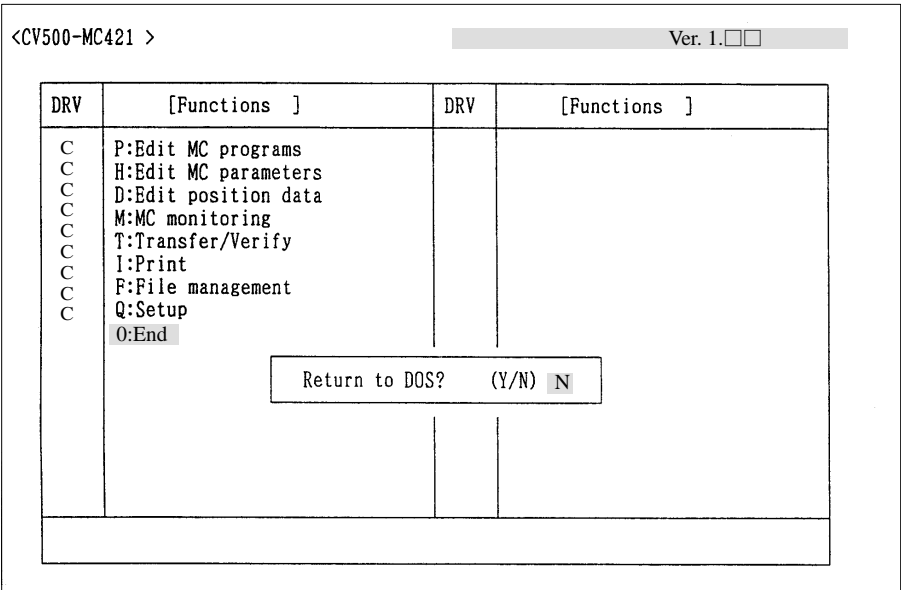 <CV500-MC421 > Ver. 1.□□
DRV [Functions ] DRV [Functions ]
C P:Edit MC programs
C H:Edit MC parameters
C D:Edit position data
C M:MC monitoring
C T:Transfer/Verify
C I:Print
C F:File management
C Q:Setup
C
0:End
Return to DOS? (Y/N) N